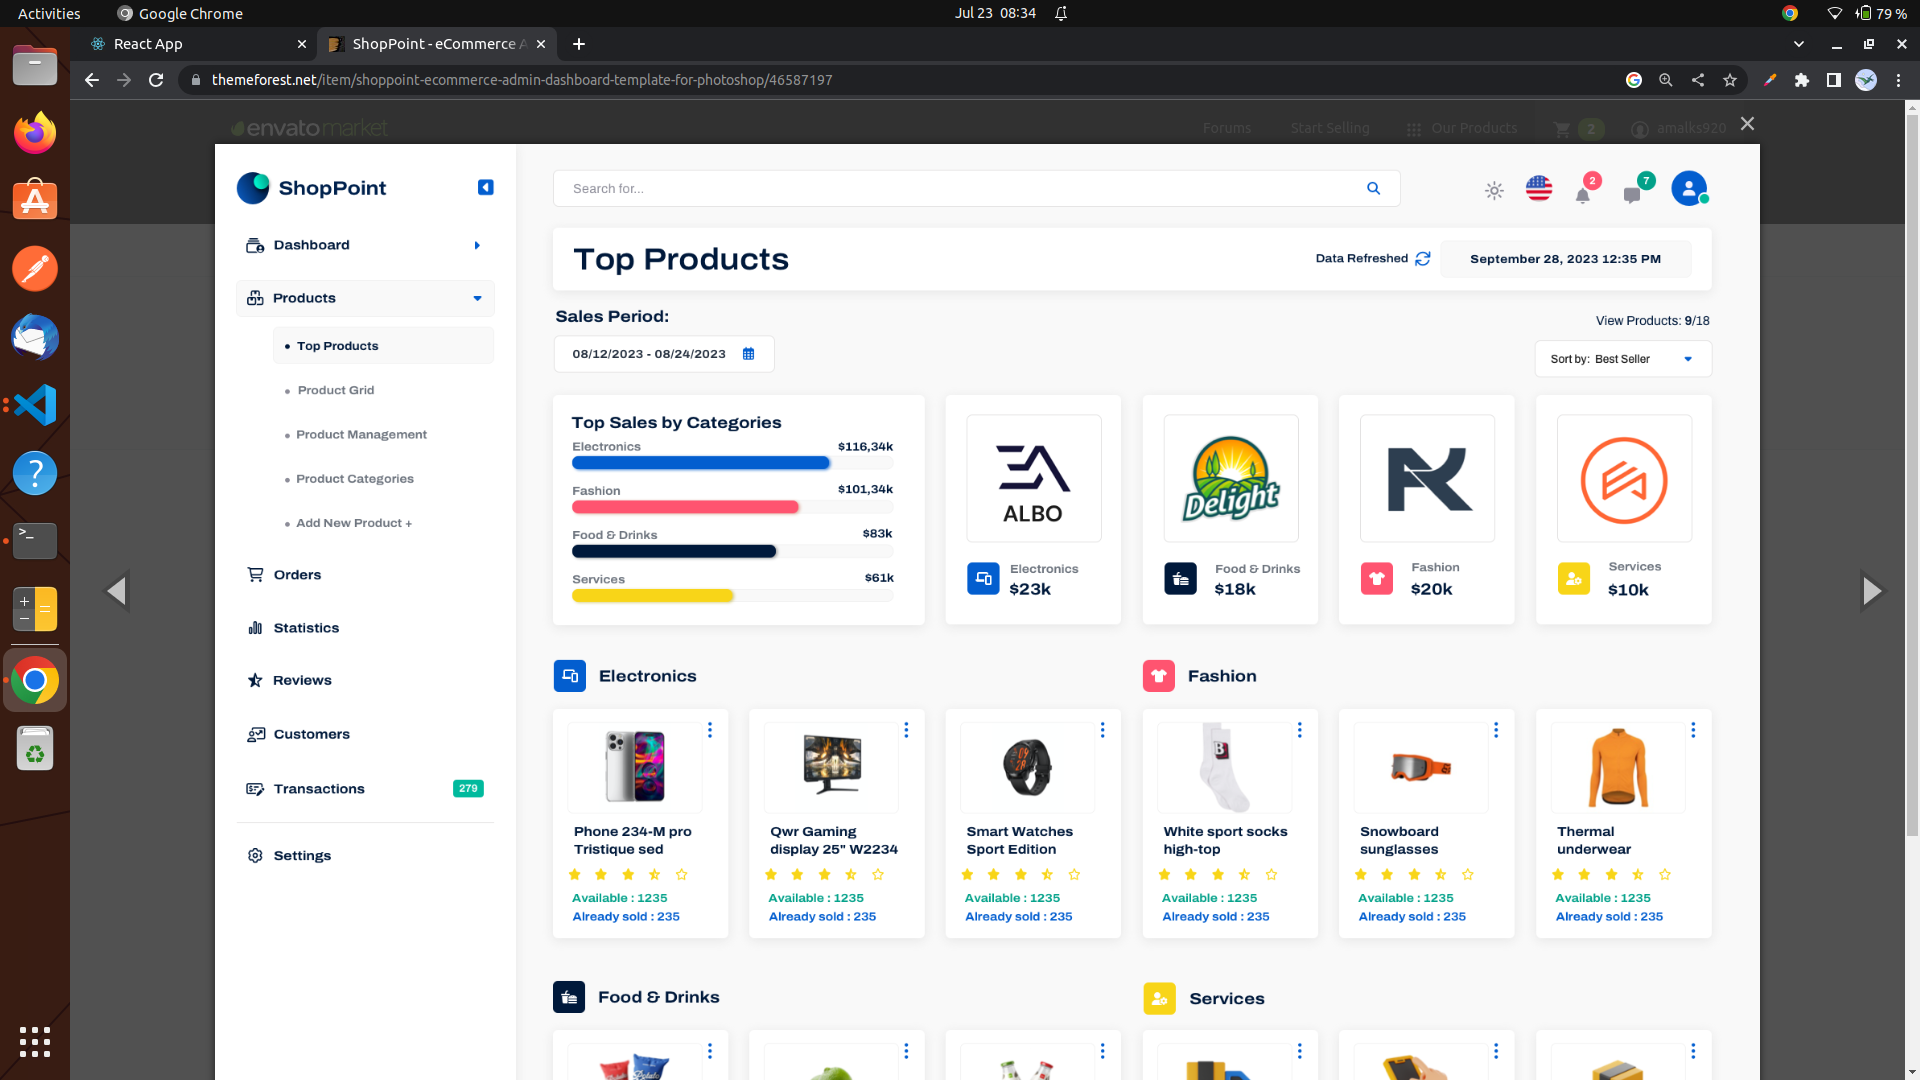 Activities
Google Chrome
Jul 23 08:34
79 %
React App
ShopPoint - eCommerce A
themeforest.net/item/shoppoint-ecommerce-admin-dashboard-template-for-photoshop/46587197
envato market
Forums
Start Selling
Our Products
2
amalks920
ShopPoint
Search for...
2
7
Dashboard
Products
Top Products
Product Grid
Product Management
Product Categories
Add New Product +
Orders
Statistics
Reviews
Customers
Transactions
279
Settings
Top Products
Data Refreshed
September 28, 2023 12:35 PM
Sales Period:
08/12/2023 - 08/24/2023
View Products: 9/18
Sort by: Best Seller
Top Sales by Categories
Electronics
$116,34k
Fashion
$101,34k
Food & Drinks
$83k
Services
$61k
ALBO
Electronics
$23k
Delight
Food & Drinks
$18k
Fashion
$20k
Services
$10k
Electronics
Fashion
Phone 234-M pro
Tristique sed
Available : 1235
Already sold : 235
Qwr Gaming
display 25" W2234
Available : 1235
Already sold : 235
Smart Watches
Sport Edition
Available : 1235
Already sold : 235
White sport socks
high-top
Available : 1235
Already sold : 235
Snowboard
sunglasses
Available : 1235
Already sold : 235
Thermal
underwear
Available : 1235
Already sold : 235
Food & Drinks
Services